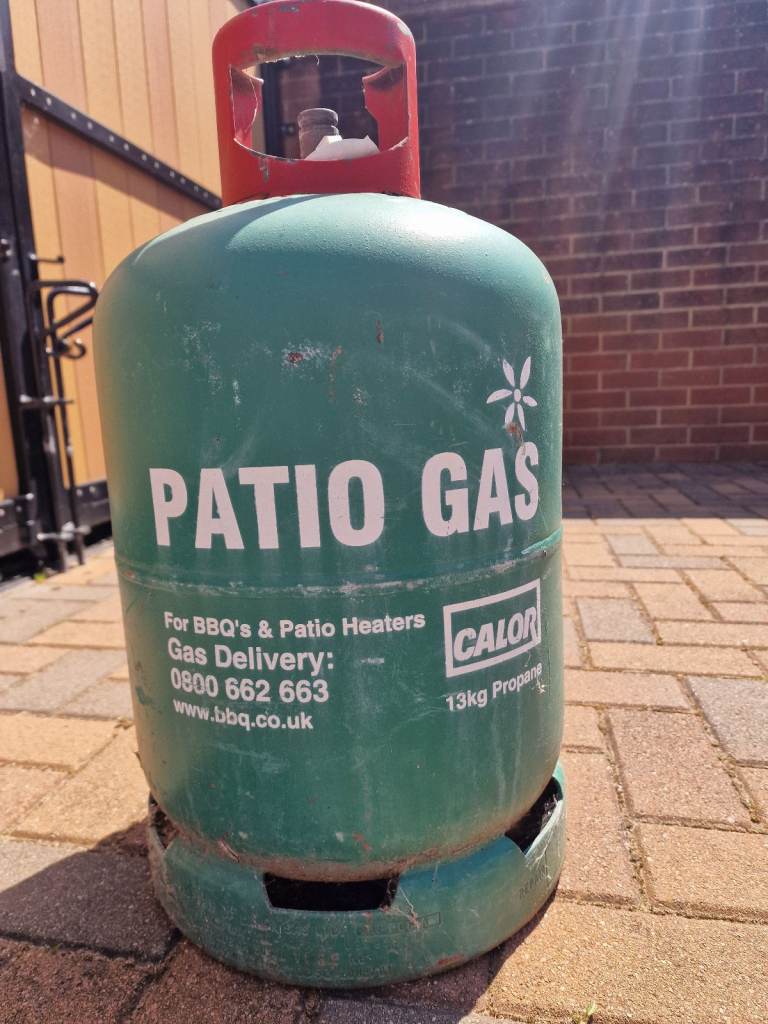 PATIO GAS
For BBQ's & Patio Heaters
Gas Delivery:
0800 662 663
www.bbq.co.uk
CALOR
13kg Propane